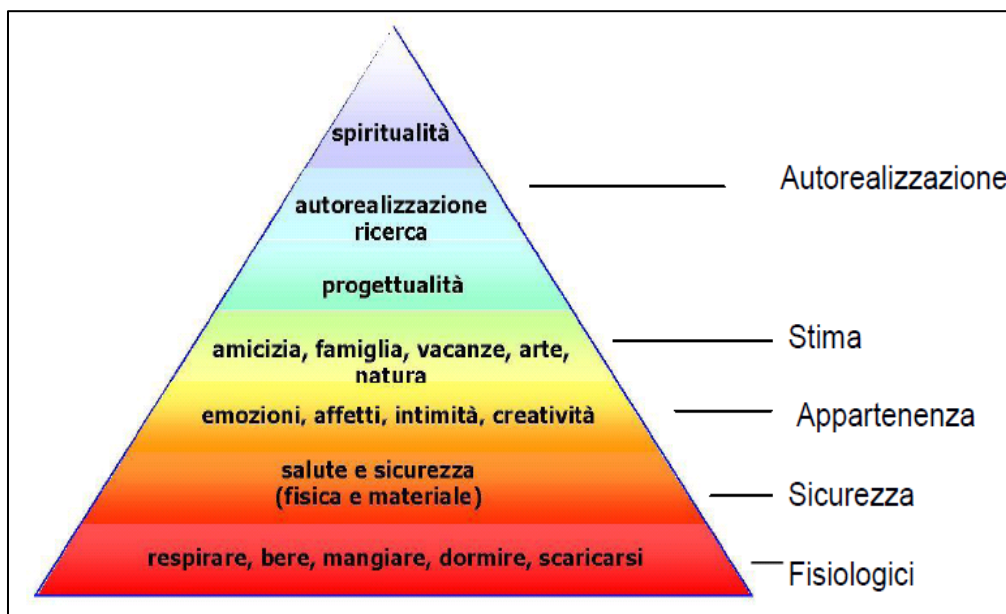 spiritualità
Autorealizzazione
autorealizzazione
ricerca
progettualità
Stima
amicizia, famiglia, vacanze, arte,
natura
Appartenenza
emozioni, affetti, intimità, creatività
salute e sicurezza
(fisica e materiale)
Sicurezza
respirare, bere, mangiare, dormire, scaricarsi
Fisiologici